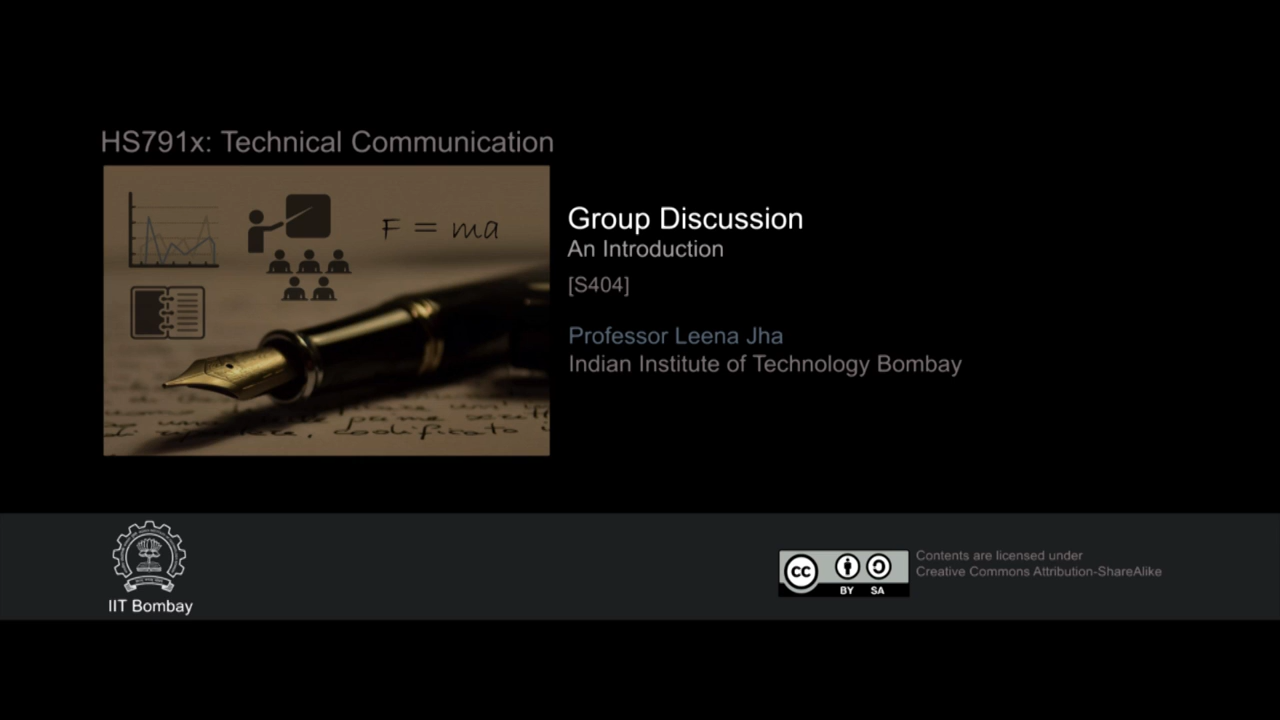 HS791x: Technical Communication
F = ma
Group Discussion
An Introduction
[S404]
Professor Leena Jha
Indian Institute of Technology Bombay
IIT Bombay
cc
BY SA
Contents are licensed under
Creative Commons Attribution-ShareAlike